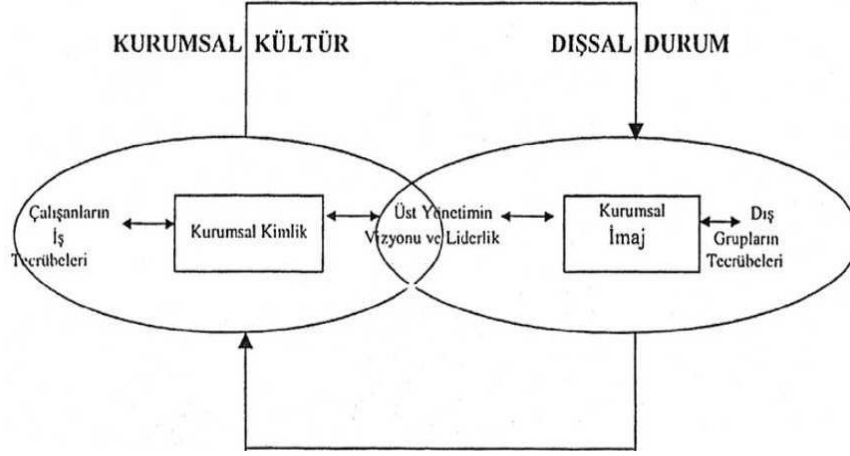 KURUMSAL KÜLTÜR
DIŞSAL DURUM
Çalışanların
İş
Tecrübeleri
Kurumsal Kimlik
Üst Yönetimin
Vizyonu ve Liderlik
Kurumsal
İmaj
Dış
Grupların
Tecrübeleri